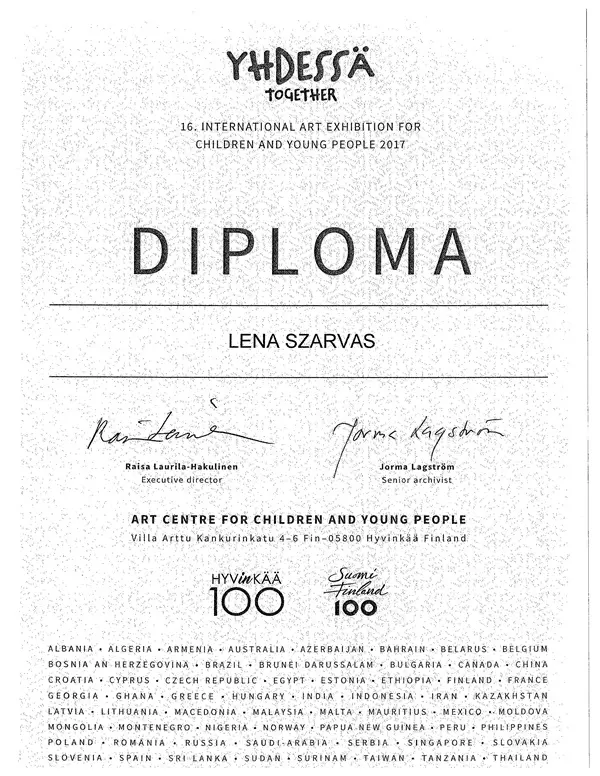 YHDESSÄ
TOGETHER
16. INTERNATIONAL ART EXHIBITION FOR
CHILDREN AND YOUNG PEOPLE 2017
DIPLOMA
LENA SZARVAS
Jorma Lagström
Raisa Laurila-Hakulinen Jorma Lagström
Executive director Senior archivist
ART CENTRE FOR CHILDREN AND YOUNG PEOPLE
Villa Arttu Kankurinkatu 4–6 Fin–05800 Hyvinkää Finland
HYVinKÄÄ
100
Suomi
Finland
100
ALBANIA • ALGERIA • ARMENIA • AUSTRALIA • AZERBAIJAN • BAHRAIN • BELARUS • BELGIUM
BOSNIA AN HERZEGOVINA • BRAZIL • BRUNEI DARUSSALAM • BULGARIA • CANADA • CHINA
CROATIA • CYPRUS • CZECH REPUBLIC • EGYPT • ESTONIA • ETHIOPIA • FINLAND • FRANCE
GEORGIA • GHANA • GREECE • HUNGARY • INDIA • INDONESIA • IRAN • KAZAKHSTAN
LATVIA • LITHUANIA • MACEDONIA • MALAYSIA • MALTA • MAURITIUS • MEXICO • MOLDOVA
MONGOLIA • MONTENEGRO • NIGERIA • NORWAY • PAPUA NEW GUINEA • PERU • PHILIPPINES
POLAND • ROMANIA • RUSSIA • SAUDI-ARABIA • SERBIA • SINGAPORE • SLOVAKIA
SLOVENIA • SPAIN • SRI LANKA • SUDAN • SURINAM • TAIWAN • TANZANIA • THAILAND